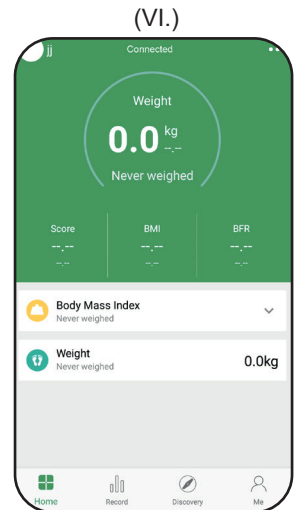 (VI.)
jj Connected
Weight
0.0 kg
--.--
Never weighed
Score BMI BFR
--.-- --.-- --.--
--.-- --.-- --.--
Body Mass Index
Never weighed
Weight
Never weighed
0.0kg
Home Record Discovery Me